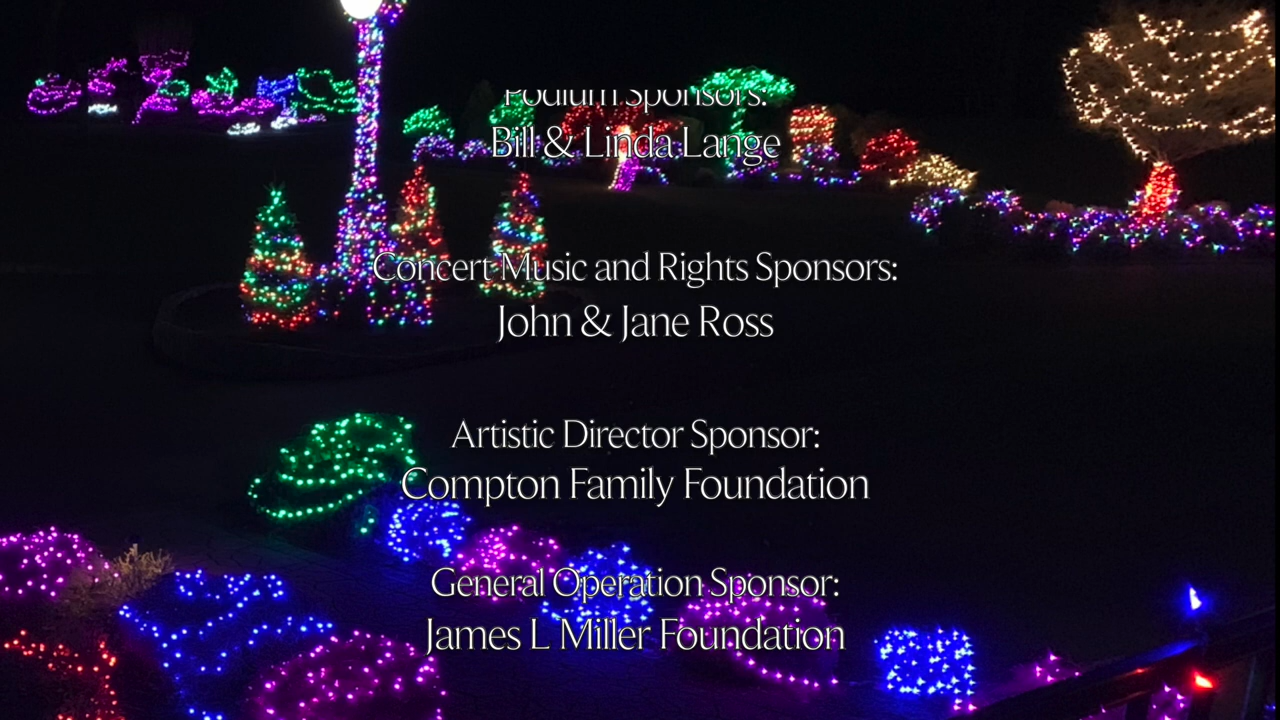 Podium Sponsors:
Bill & Linda Lange
Concert Music and Rights Sponsors:
John & Jane Ross
Artistic Director Sponsor:
Compton Family Foundation
General Operation Sponsor:
James L Miller Foundation